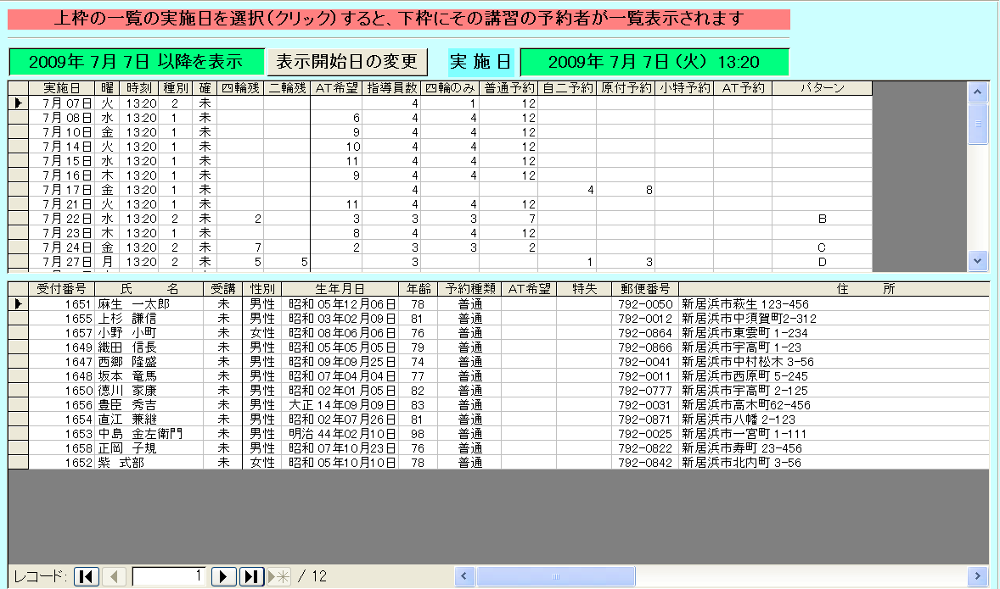 上枠の一覧の実施日を選択(クリック)すると、下枠にその講習の予約者が一覧表示されます
2009年 7月 7日 以降を表示 表示開始日の変更 実 施 日 2009年 7月 7日 (火) 13:20
実施日 曜 時刻 種別 確 四輪残 二輪残 AT希望 指導員数 四輪のみ 普通予約 自二予約 原付予約 小特予約 AT予約 パターン
7月 07日 火 13:20 2 未 4 1 12
7月 08日 水 13:20 1 未 6 4 4 12
7月 10日 金 13:20 1 未 9 4 4 12
7月 14日 火 13:20 1 未 10 4 4 12
7月 15日 水 13:20 1 未 11 4 4 12
7月 16日 木 13:20 1 未 9 4 4 12
7月 17日 金 13:20 1 未 4 4 8
7月 21日 火 13:20 1 未 11 4 4 12
7月 22日 水 13:20 2 未 2 3 3 3 7 B
7月 23日 木 13:20 1 未 8 4 4 12
7月 24日 金 13:20 2 未 7 2 3 3 2 C
7月 27日 月 13:20 2 未 5 5 3 1 3 D
受付番号 氏 名 受講 性別 生年月日 年齢 予約種類 AT希望 特失 郵便番号 住 所
1651 麻生 一太郎 未 男性 昭和 05年12月06日 78 普通 792-0050 新居浜市萩生 123-456
1655 上杉 謙信 未 男性 昭和 03年02月09日 81 普通 792-0012 新居浜市中須賀町2-312
1657 小野 小町 未 女性 昭和 08年06月06日 76 普通 792-0864 新居浜市東雲町 1-234
1649 織田 信長 未 男性 昭和 05年05月05日 79 普通 792-0866 新居浜市宇高町 1-23
1647 西郷 隆盛 未 男性 昭和 09年09月25日 74 普通 792-0041 新居浜市中村松木 3-56
1648 坂本 竜馬 未 男性 昭和 07年04月04日 77 普通 792-0011 新居浜市西原町 5-245
1650 徳川 家康 未 男性 昭和 02年01月05日 82 普通 792-0777 新居浜市宇高町 2-125
1656 豊臣 秀吉 未 男性 大正 14年09月09日 83 普通 792-0031 新居浜市高木町62-456
1654 直江 兼継 未 男性 昭和 02年07月26日 81 普通 792-0871 新居浜市八幡 2-123
1653 中島 金左衛門 未 男性 明治 44年02月10日 98 普通 792-0025 新居浜市一宮町 1-111
1658 正岡 子規 未 男性 昭和 07年10月23日 76 普通 792-0822 新居浜市寿町 23-456
1652 紫 式部 未 女性 昭和 05年10月10日 78 普通 792-0842 新居浜市北内町 3-56
レコード: 1 / 12